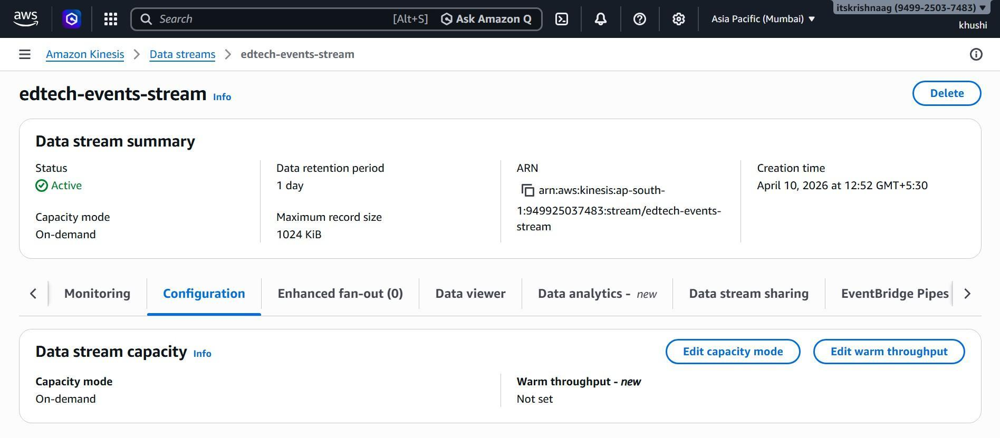 aws
Search [Alt+S] Ask Amazon Q
Asia Pacific (Mumbai)
itskrishnaag (9499-2503-7483)
khushi
Amazon Kinesis
Data streams
edtech-events-stream
edtech-events-stream Info
Delete
Data stream summary
Status
Active
Capacity mode
On-demand
Data retention period
1 day
Maximum record size
1024 KiB
ARN
arn:aws:kinesis:ap-south-
1:949925037483:stream/edtech-events-
stream
Creation time
April 10, 2026 at 12:52 GMT+5:30
Monitoring
Configuration
Enhanced fan-out (0)
Data viewer
Data analytics - new
Data stream sharing
EventBridge Pipes
Data stream capacity Info
Edit capacity mode
Edit warm throughput
Capacity mode
On-demand
Warm throughput - new
Not set